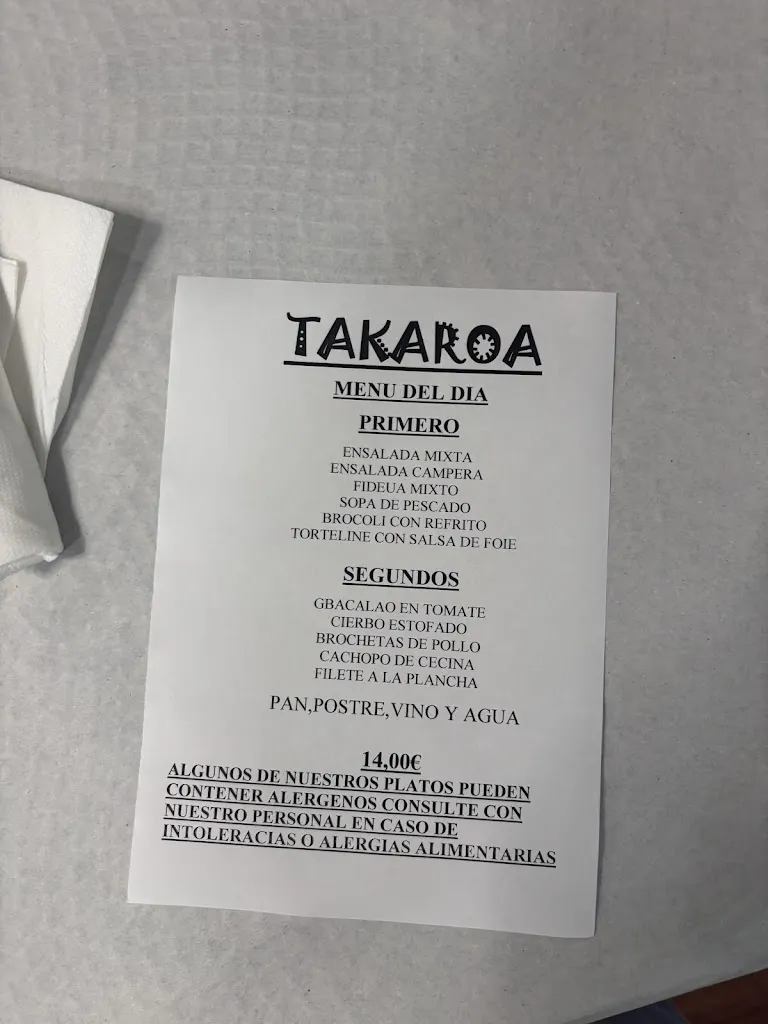 TAKAROA
MENU DEL DIA
PRIMERO
ENSALADA MIXTA
ENSALADA CAMPERA
FIDEUA MIXTO
SOPA DE PESCADO
BROCOLI CON REFRITO
TORTELINE CON SALSA DE FOIE
SEGUNDOS
GBACALAO EN TOMATE
CIERBO ESTOFADO
BROCHETAS DE POLLO
CACHOPO DE CECINA
FILETE A LA PLANCHA
PAN,POSTRE,VINO Y AGUA
14,00€
ALGUNOS DE NUESTROS PLATOS PUEDEN
CONTENER ALERGENOS CONSULTE CON
NUESTRO PERSONAL EN CASO DE
INTOLERACIAS O ALERGIAS ALIMENTARIAS